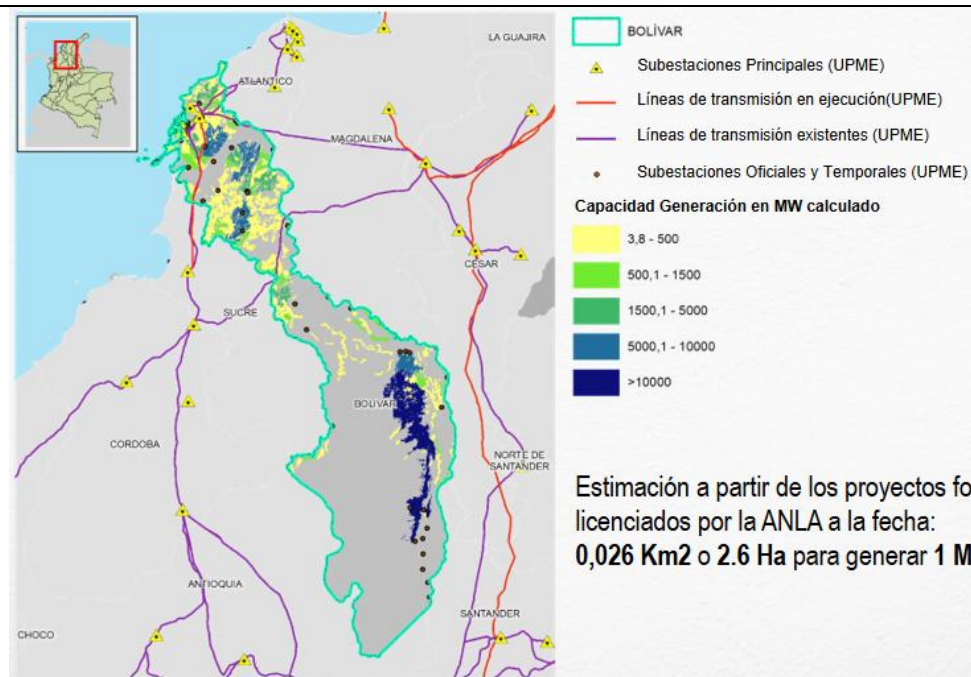 LA GUAJIRA
ATLANTICO
MAGDALENA
CESAR
SUCRE
BOLÍVAR
CORDOBA
NORTE DE
SANTANDER
ANTIOQUIA
SANTANDER
CHOCO
BOLÍVAR
Subestaciones Principales (UPME)
Líneas de transmisión en ejecución(UPME)
Líneas de transmisión existentes (UPME)
Subestaciones Oficiales y Temporales (UPME)
Capacidad Generación en MW calculado
3,8 - 500
500,1 - 1500
1500,1 - 5000
5000,1 - 10000
>10000
Estimación a partir de los proyectos fo
licenciados por la ANLA a la fecha:
0,026 Km2 o 2.6 Ha para generar 1 M